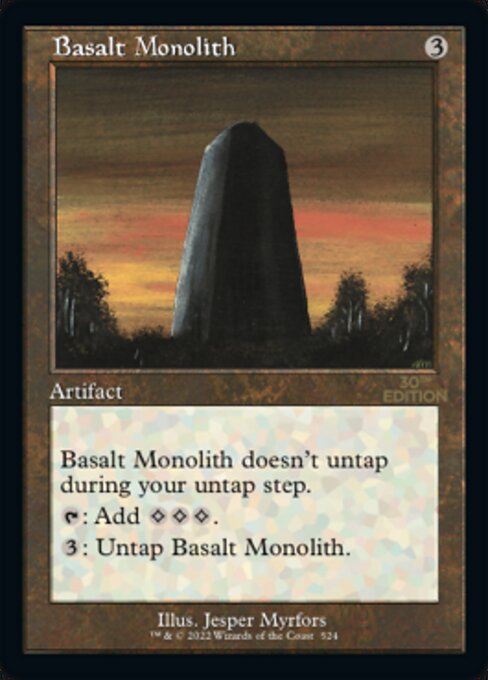 Basalt Monolith 3
30TH EDITION
Artifact
Basalt Monolith doesn't untap
during your untap step.
: Add .
3: Untap Basalt Monolith.
Illus. Jesper Myrfors
™ & © 2022 Wizards of the Coast 524